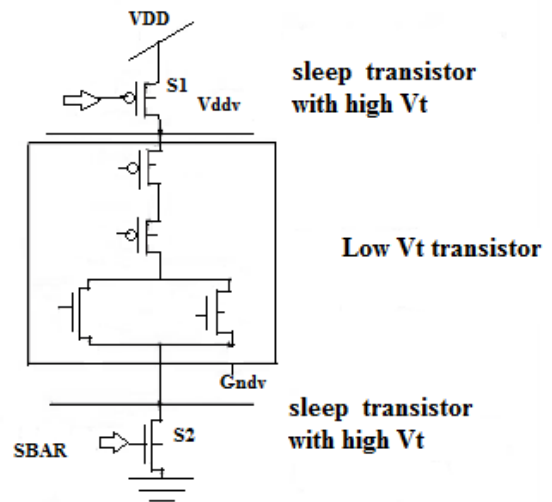 VDD
S1
sleep transistor
with high Vt
Vddv
Low Vt transistor
Gndv
sleep transistor
with high Vt
S2
SBAR